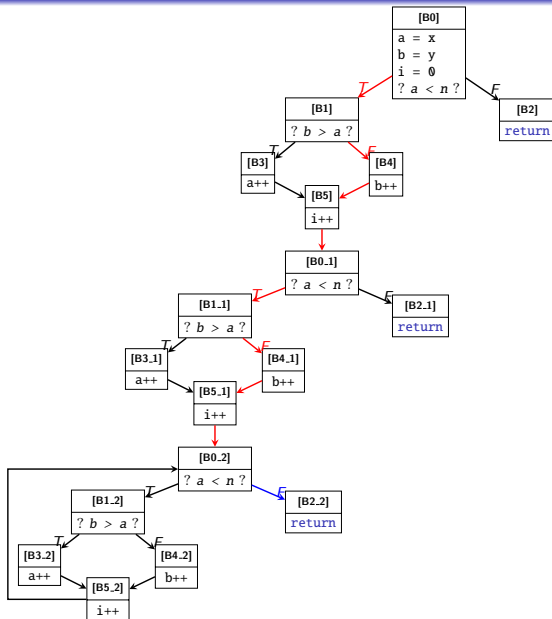 [B0]
a = x
b = y
i = 0
? a < n ?
T
F
[B1]
? b > a ?
[B2]
return
T
F
[B3]
a++
[B4]
b++
[B5]
i++
[B0_1]
? a < n ?
T
F
[B1_1]
? b > a ?
[B2_1]
return
T
F
[B3_1]
a++
[B4_1]
b++
[B5_1]
i++
[B0_2]
? a < n ?
T
F
[B1_2]
? b > a ?
[B2_2]
return
T
F
[B3_2]
a++
[B4_2]
b++
[B5_2]
i++